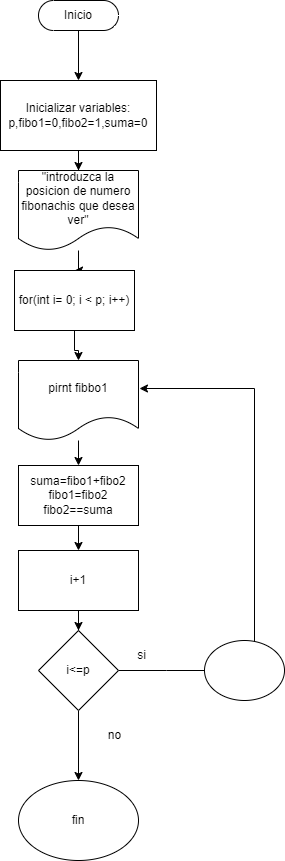 Inicio
Inicializar variables:
p,fibo1=0,fibo2=1,suma=0
"introduzca la
posicion de numero
fibonachis que desea
ver"
for(int i= 0; i < p; i++)
pirnt fibbo1
suma=fibo1+fibo2
fibo1=fibo2
fibo2==suma
i+1
i<=p
si
no
fin